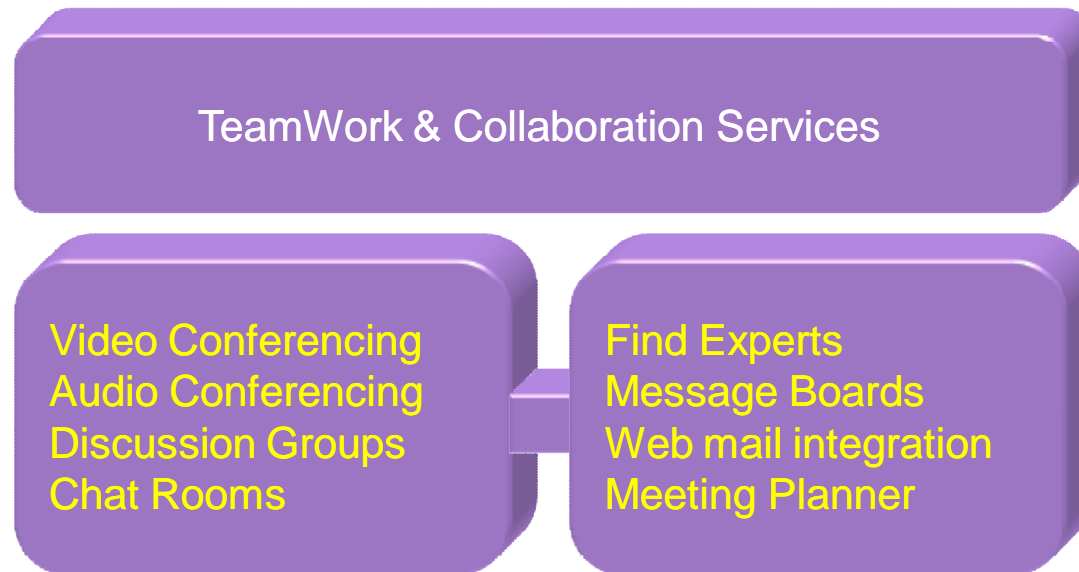 TeamWork & Collaboration Services
Video Conferencing
Audio Conferencing
Discussion Groups
Chat Rooms
Find Experts
Message Boards
Web mail integration
Meeting Planner